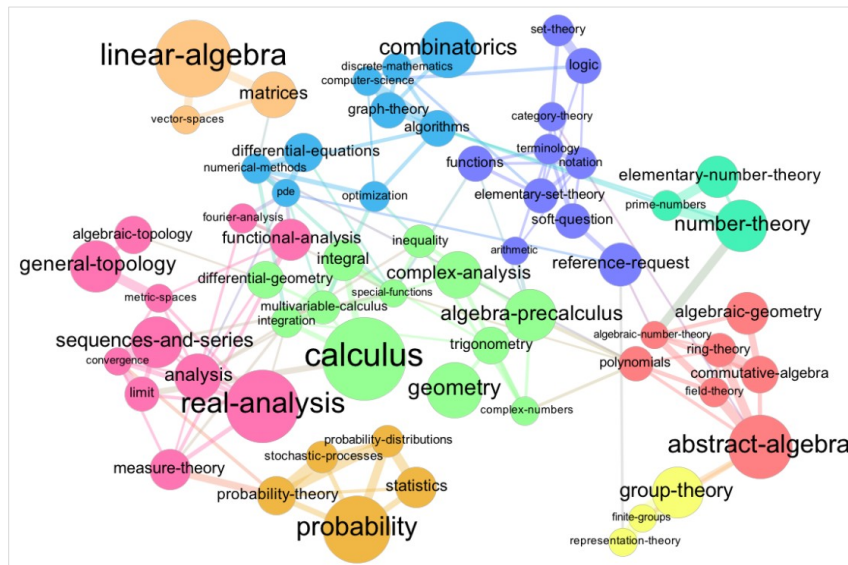 set-theory
combinatorics
linear-algebra
discrete-mathematics
logic
computer-science
matrices
graph-theory
vector-spaces
category-theory
algorithms
terminology
differential-equations
functions
notation
numerical-methods
elementary-number-theory
pde
optimization
elementary-set-theory
prime-numbers
fourier-analysis
soft-question
number-theory
algebraic-topology
functional-analysis
inequality
arithmetic
general-topology
integral
complex-analysis
reference-request
differential-geometry
metric-spaces
special-functions
multivariable-calculus
algebraic-geometry
integration
algebra-precalculus
algebraic-number-theory
sequences-and-series
trigonometry
ring-theory
convergence
calculus
polynomials
commutative-algebra
analysis
limit
geometry
field-theory
real-analysis
complex-numbers
probability-distributions
abstract-algebra
stochastic-processes
measure-theory
statistics
group-theory
probability-theory
finite-groups
probability
representation-theory